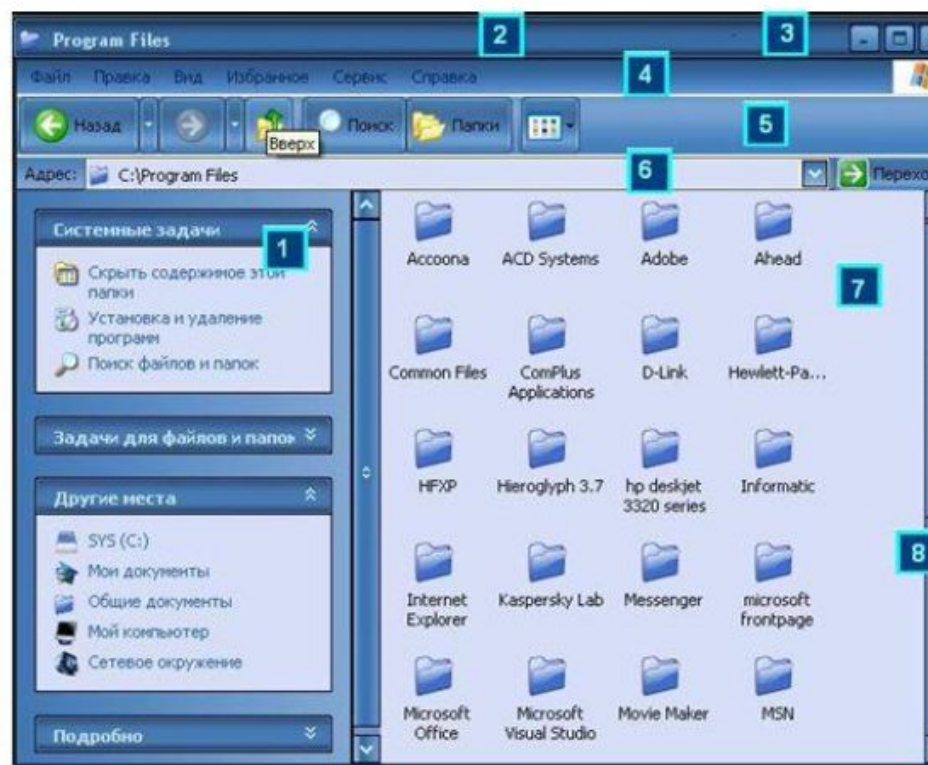 Program Files
2
3
Файл Правка Вид Избранное Сервис Справка
4
Назад
Поиск
Папки
5
Вверх
Адрес: C:\Program Files
6
Перехо
Системные задачи
1
Скрыть содержимое этой
папки
Установка и удаление
программ
Поиск файлов и папок
Задачи для файлов и папок
Другие места
SYS (C:)
Мои документы
Общие документы
Мой компьютер
Сетевое окружение
Подробно
Accoona ACD Systems Adobe Ahead
7
Common Files ComPlus
Applications D-Link Hewlett-Pa...
HFXP Hieroglyph 3.7 hp deskjet
3320 series Informatic
8
Internet
Explorer Kaspersky Lab Messenger microsoft
frontpage
Microsoft
Office Microsoft
Visual Studio Movie Maker MSN